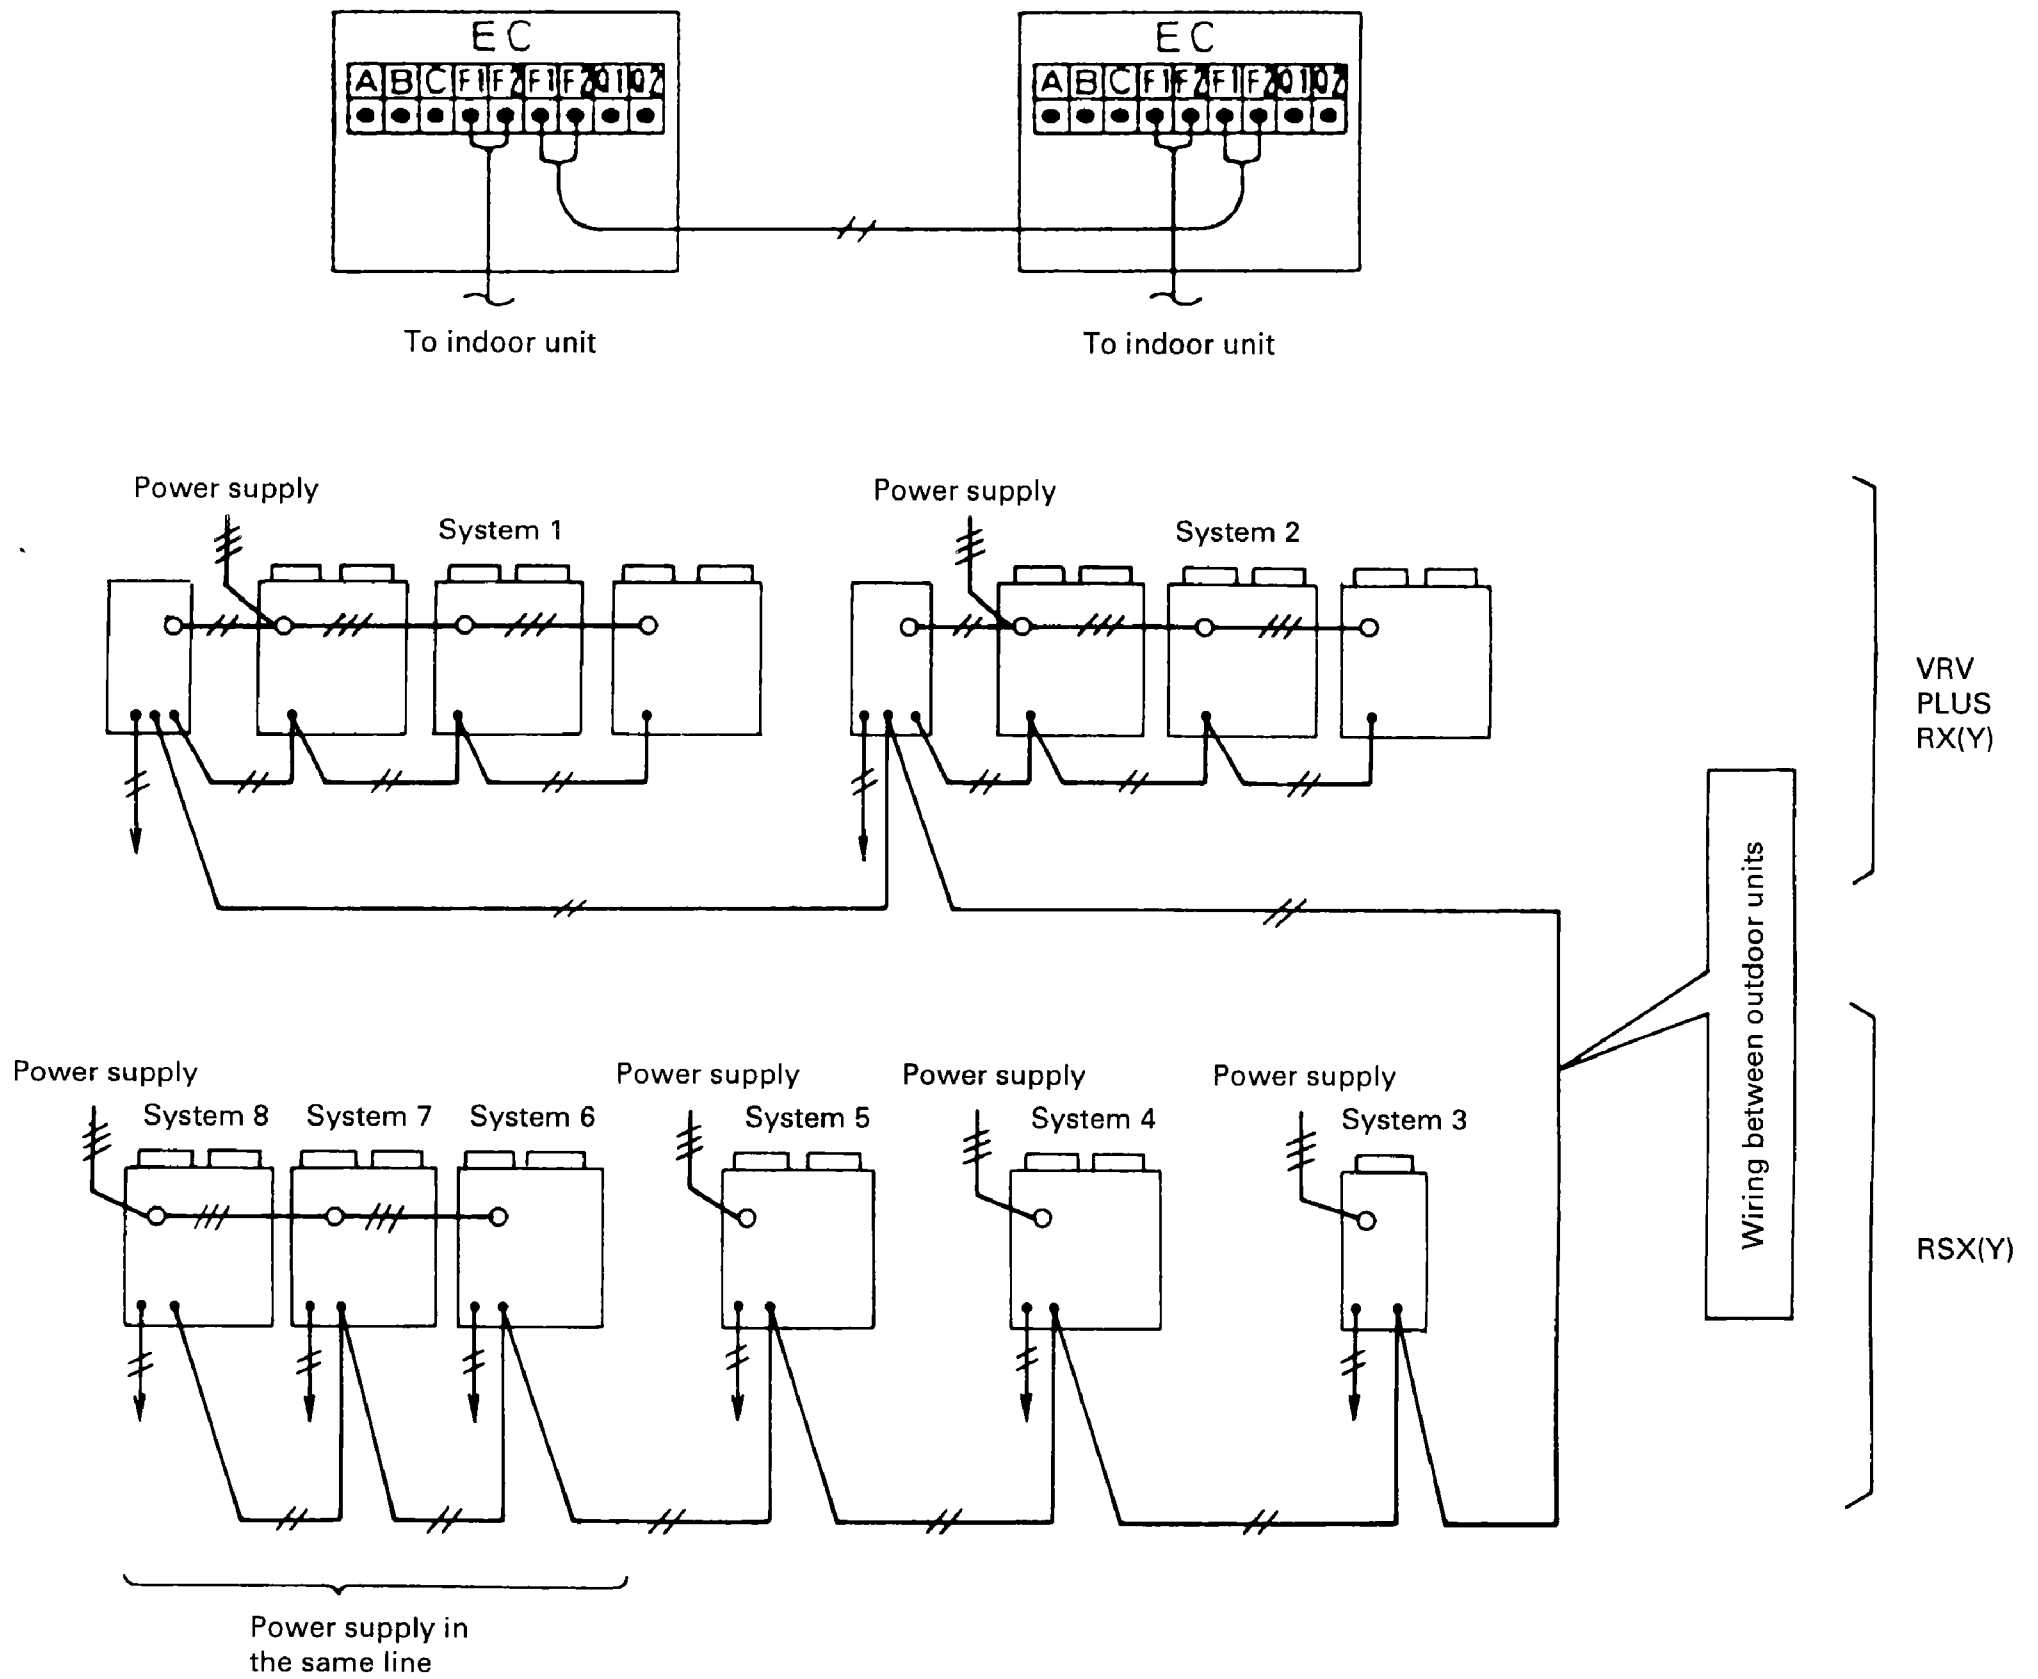 E C
E C
A B C F1 F2 F1 F2 Q1 Q2
A B C F1 F2 F1 F2 Q1 Q2
To indoor unit
To indoor unit
Power supply
Power supply
System 1
System 2
VRV
PLUS
RX(Y)
Wiring between outdoor units
Power supply
Power supply
Power supply
Power supply
System 8
System 7
System 6
System 5
System 4
System 3
RSX(Y)
Power supply in
the same line